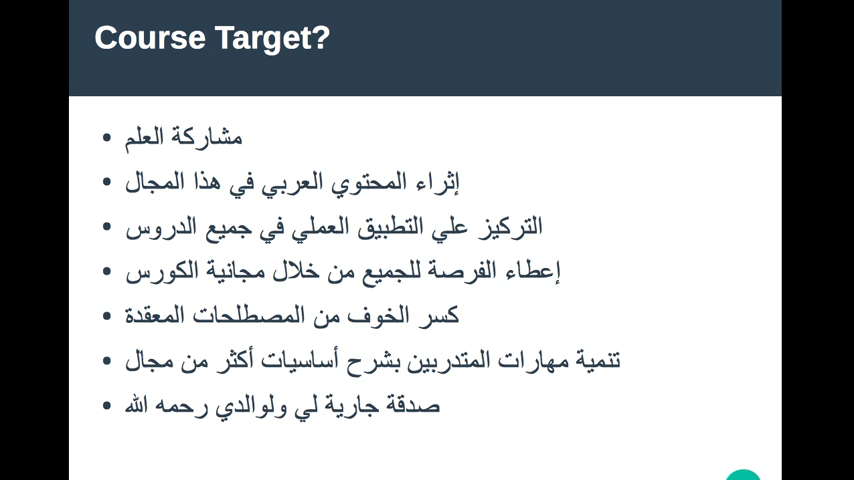 Course Target?
• مشاركة العلم
• إثراء المحتوي العربي في هذا المجال
• التركيز علي التطبيق العملي في جميع الدروس
• إعطاء الفرصة للجميع من خلال مجانية الكورس
• كسر الخوف من المصطلحات المعقدة
• تنمية مهارات المتدربين بشرح أساسيات أكثر من مجال
• صدقة جارية لي ولوالدي رحمه الله